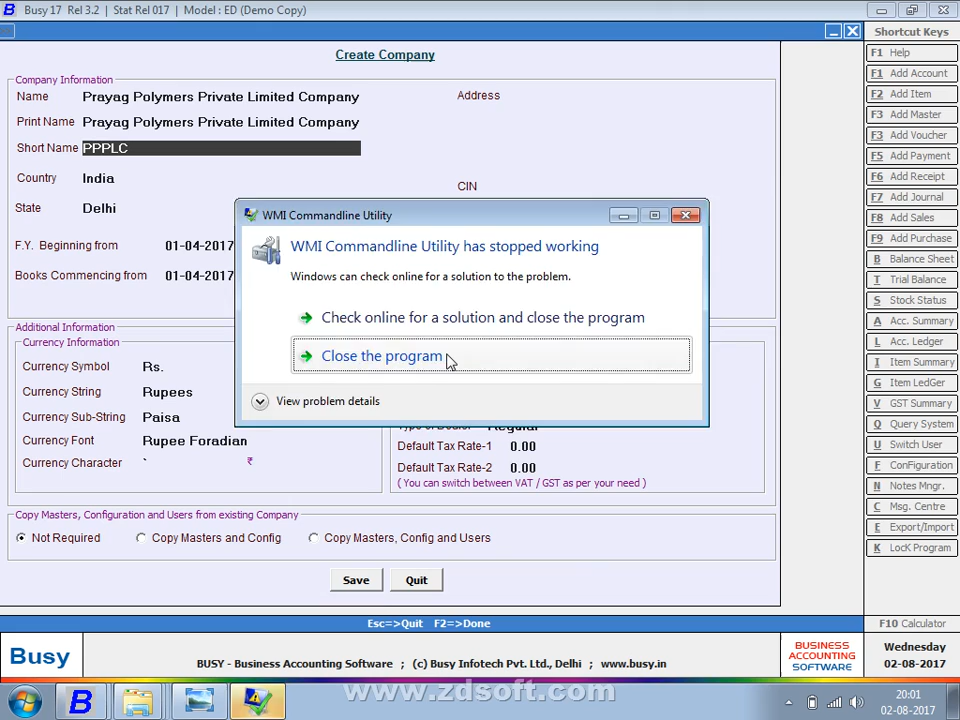 Busy 17 Rel 3.2 | Stat Rel 017 | Model : ED (Demo Copy)
Create Company
Shortcut Keys
Company Information
Name Prayag Polymers Private Limited Company Address
Print Name Prayag Polymers Private Limited Company
Short Name PPPLC
Country India CIN
State Delhi
F.Y. Beginning from 01-04-2017
Books Commencing from 01-04-2017
WMI Commandline Utility
WMI Commandline Utility has stopped working
Windows can check online for a solution to the problem.
Check online for a solution and close the program
Close the program
View problem details
Additional Information
Currency Information
Currency Symbol Rs.
Currency String Rupees
Currency Sub-String Paisa
Currency Font Rupee Foradian
Currency Character ` ₹
Type of Dealer Regular
Default Tax Rate-1 0.00
Default Tax Rate-2 0.00
( You can switch between VAT / GST as per your need )
Copy Masters, Configuration and Users from existing Company
Not Required Copy Masters and Config Copy Masters, Config and Users
Save Quit
Esc=>Quit F2=>Done
F1 Help
F1 Add Account
F2 Add Item
F3 Add Master
F3 Add Voucher
F5 Add Payment
F6 Add Receipt
F7 Add Journal
F8 Add Sales
F9 Add Purchase
B Balance Sheet
T Trial Balance
S Stock Status
A Acc. Summary
L Acc. Ledger
I Item Summary
G Item LedGer
V GST Summary
Q Query System
U Switch User
F ConFiguration
N Notes Mngr.
C Msg. Centre
E Export/Import
K LocK Program
F10 Calculator
Busy
BUSY - Business Accounting Software ; (c) Busy Infotech Pvt. Ltd., Delhi ; www.busy.in
BUSINESS
ACCOUNTING
SOFTWARE
Wednesday
02-08-2017
www.zdsoft.com
20:01
02-08-2017